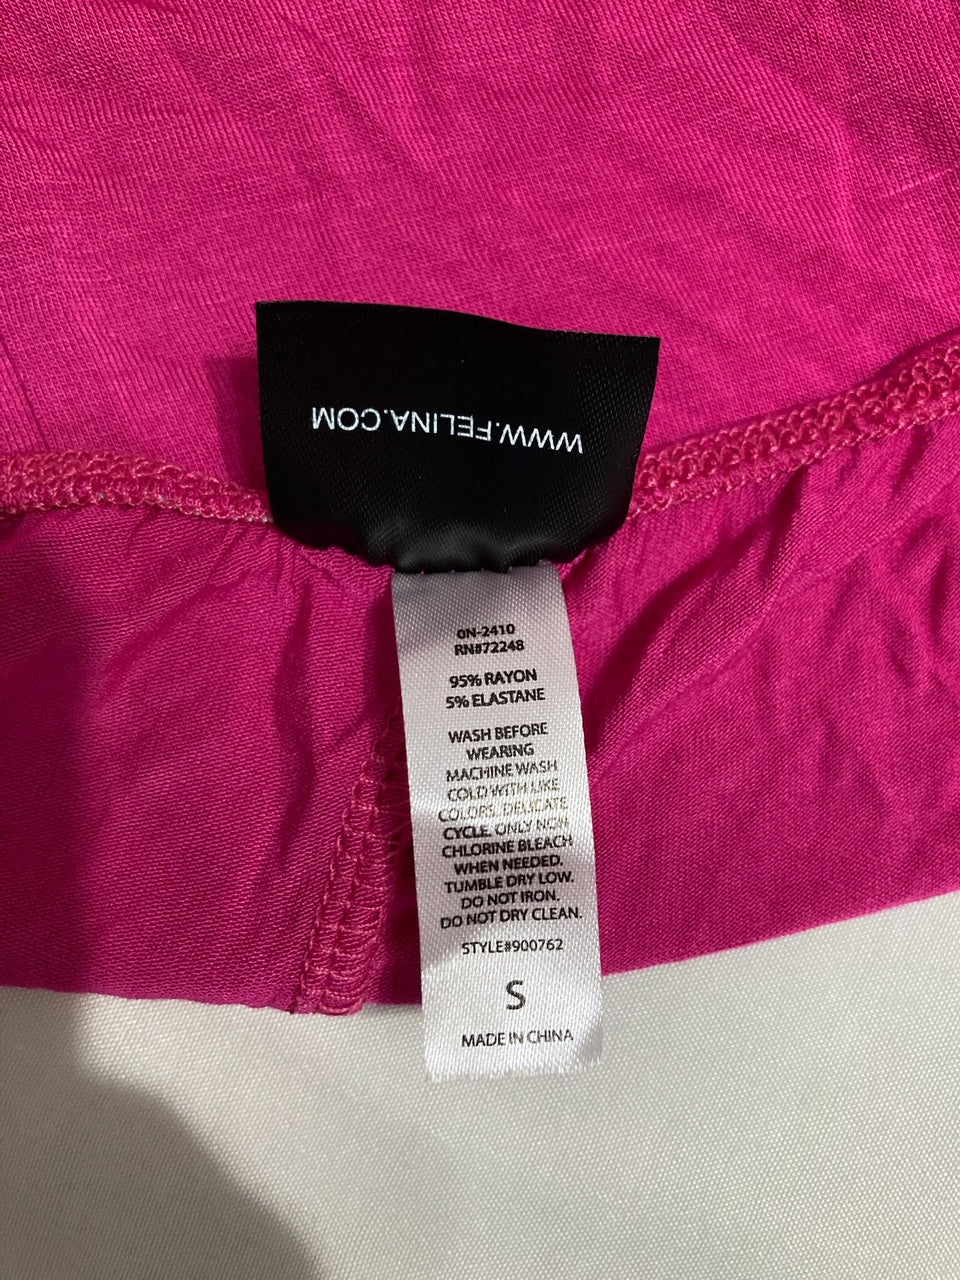 WWW.FELINA.COM
0N-2410
RN#72248
95% RAYON
5% ELASTANE
WASH BEFORE
WEARING
MACHINE WASH
COLD WITH LIKE
COLORS, DELICATE
CYCLE. ONLY NON
CHLORINE BLEACH
WHEN NEEDED.
TUMBLE DRY LOW.
DO NOT IRON.
DO NOT DRY CLEAN.
STYLE#900762
S
MADE IN CHINA